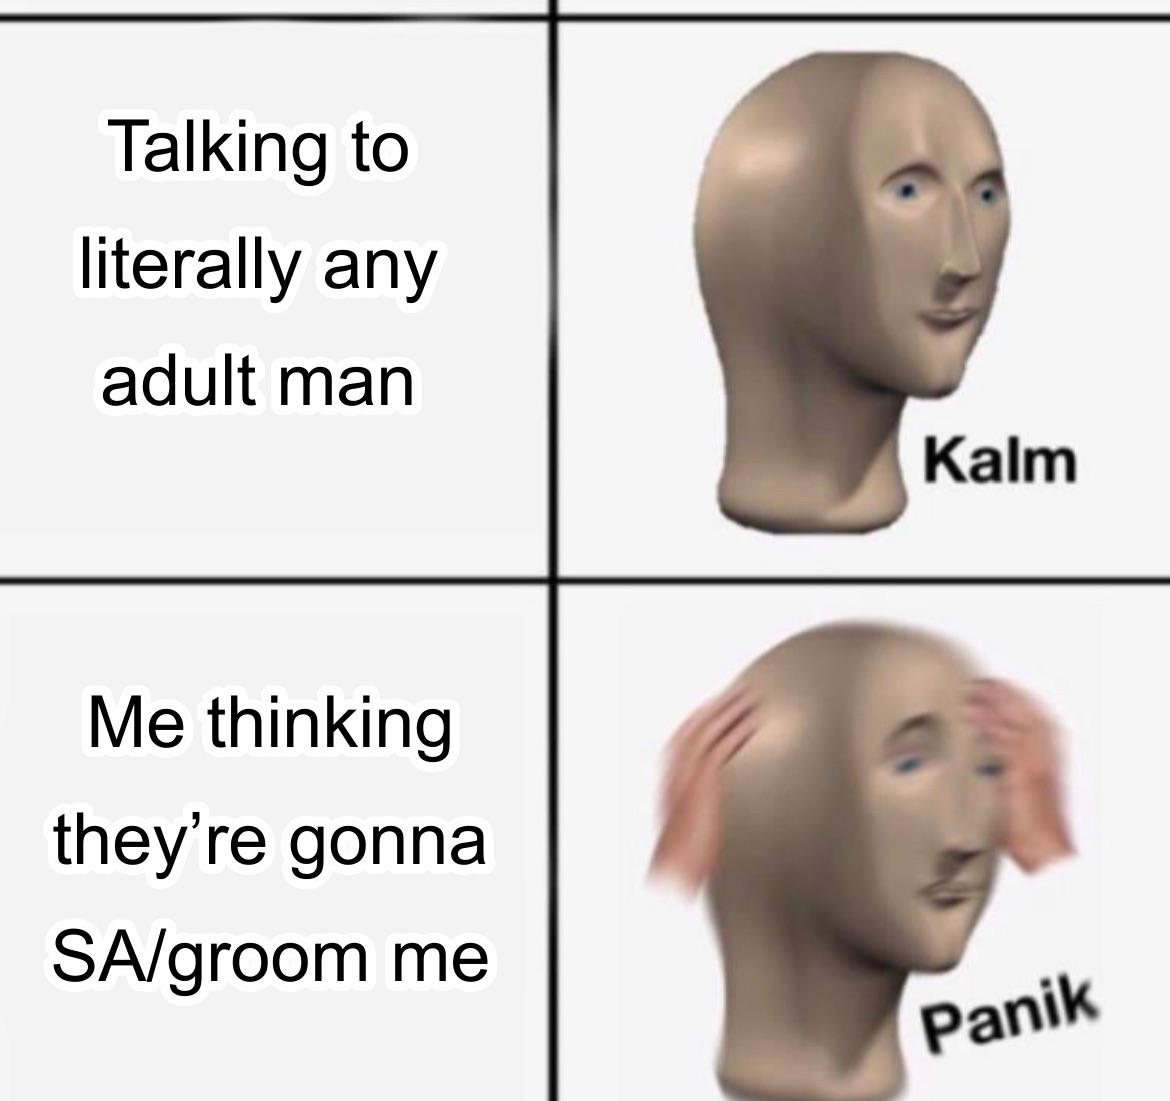 Talking to
literally any
adult man
Kalm
Me thinking
they’re gonna
SA/groom me
Panik